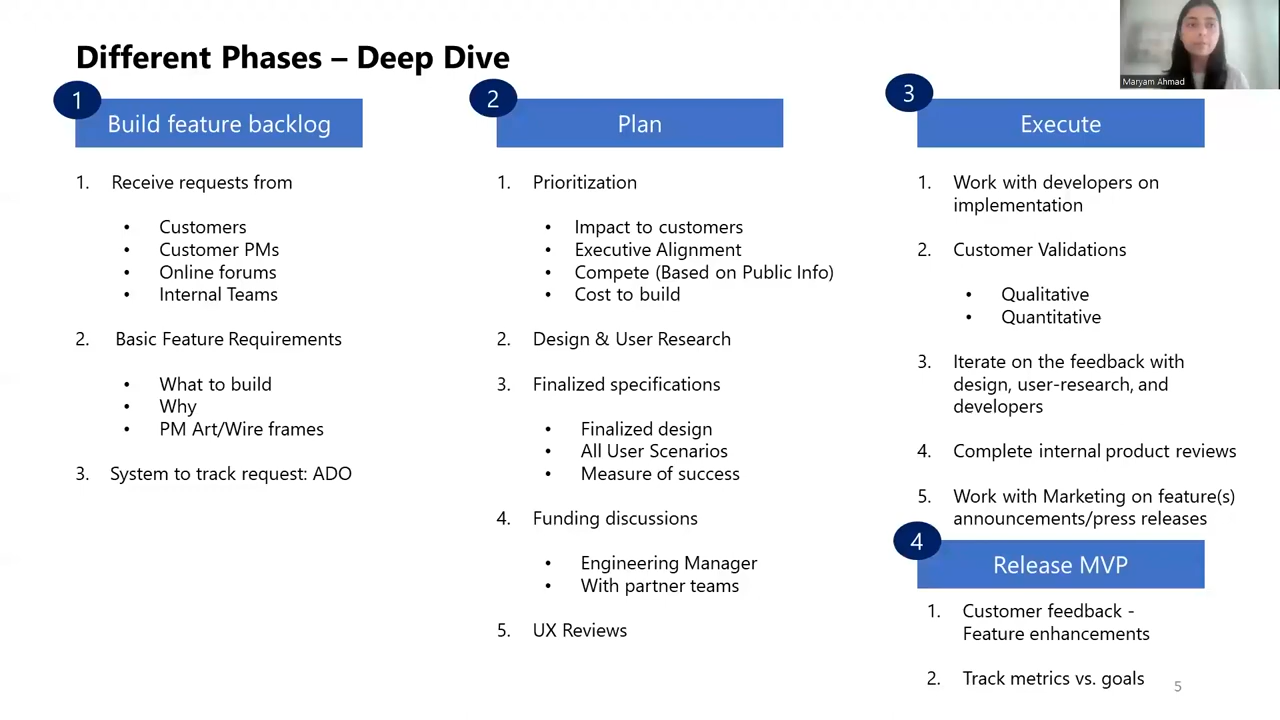 Different Phases – Deep Dive
Maryam Ahmad
1
Build feature backlog
1. Receive requests from
• Customers
• Customer PMs
• Online forums
• Internal Teams
2. Basic Feature Requirements
• What to build
• Why
• PM Art/Wire frames
3. System to track request: ADO
2
Plan
1. Prioritization
• Impact to customers
• Executive Alignment
• Compete (Based on Public Info)
• Cost to build
2. Design & User Research
3. Finalized specifications
• Finalized design
• All User Scenarios
• Measure of success
4. Funding discussions
• Engineering Manager
• With partner teams
5. UX Reviews
3
Execute
1. Work with developers on
implementation
2. Customer Validations
• Qualitative
• Quantitative
3. Iterate on the feedback with
design, user-research, and
developers
4. Complete internal product reviews
5. Work with Marketing on feature(s)
announcements/press releases
4
Release MVP
1. Customer feedback -
Feature enhancements
2. Track metrics vs. goals
5